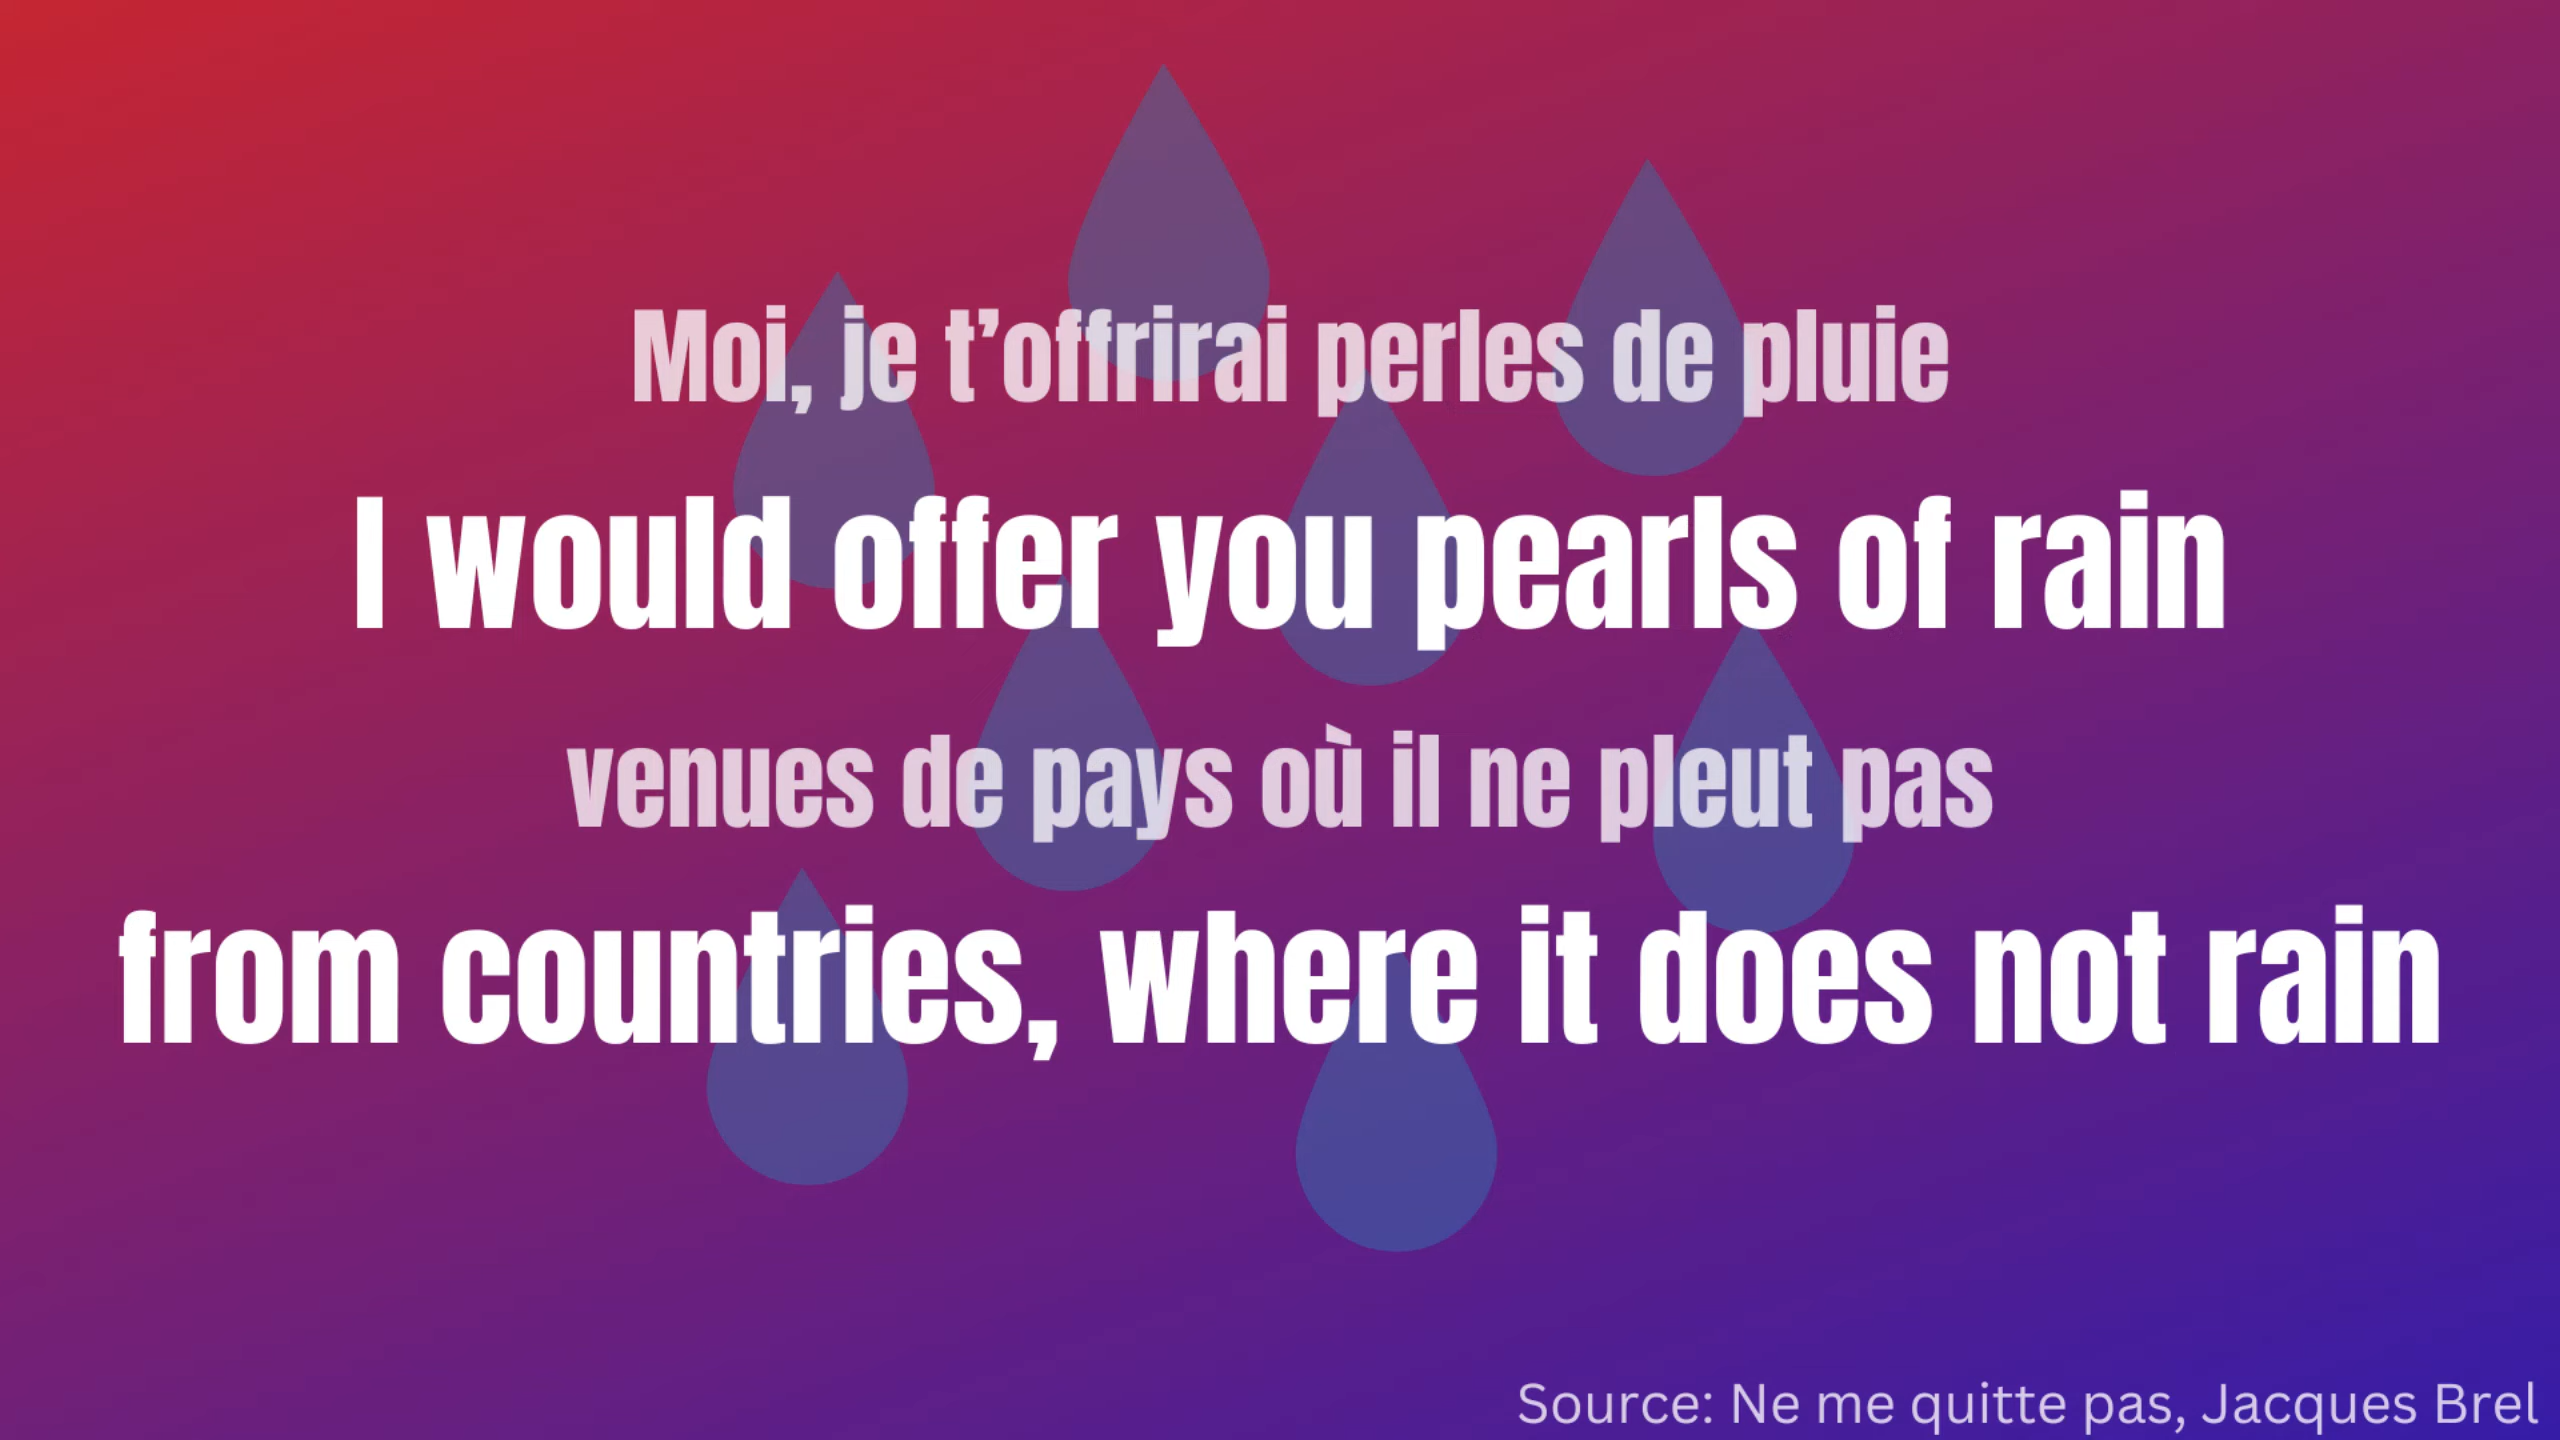 Moi, je t’offrirai perles de pluie
I would offer you pearls of rain
venues de pays où il ne pleut pas
from countries, where it does not rain
Source: Ne me quitte pas, Jacques Brel